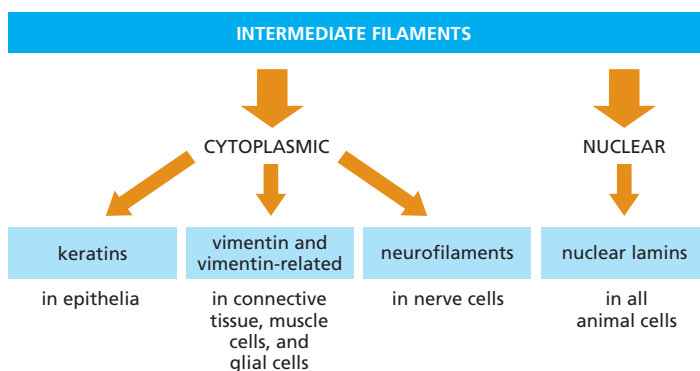 INTERMEDIATE FILAMENTS
CYTOPLASMIC
NUCLEAR
keratins
vimentin and
vimentin-related
neurofilaments
nuclear lamins
in epithelia
in connective
tissue, muscle
cells, and
glial cells
in nerve cells
in all
animal cells